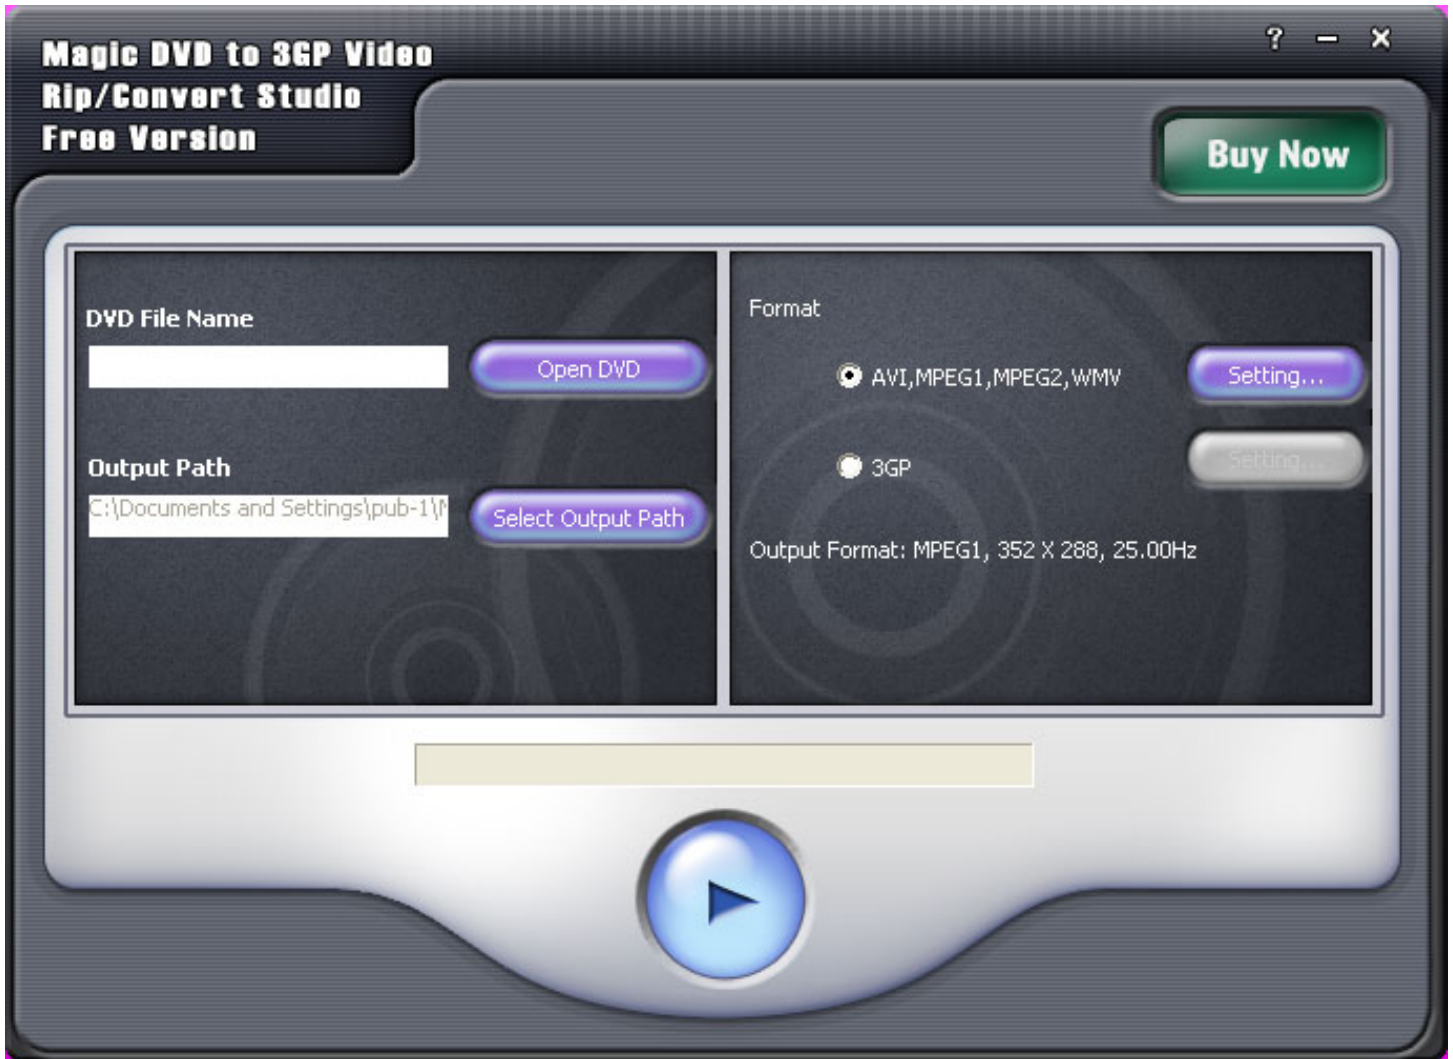 Magic DVD to 3GP Video
Rip/Convert Studio
Free Version
? – ×
Buy Now
DVD File Name
Open DVD
Output Path
C:\Documents and Settings\pub-1\M
Select Output Path
Format
AVI,MPEG1,MPEG2,WMV
Setting...
3GP
Setting...
Output Format: MPEG1, 352 X 288, 25.00Hz